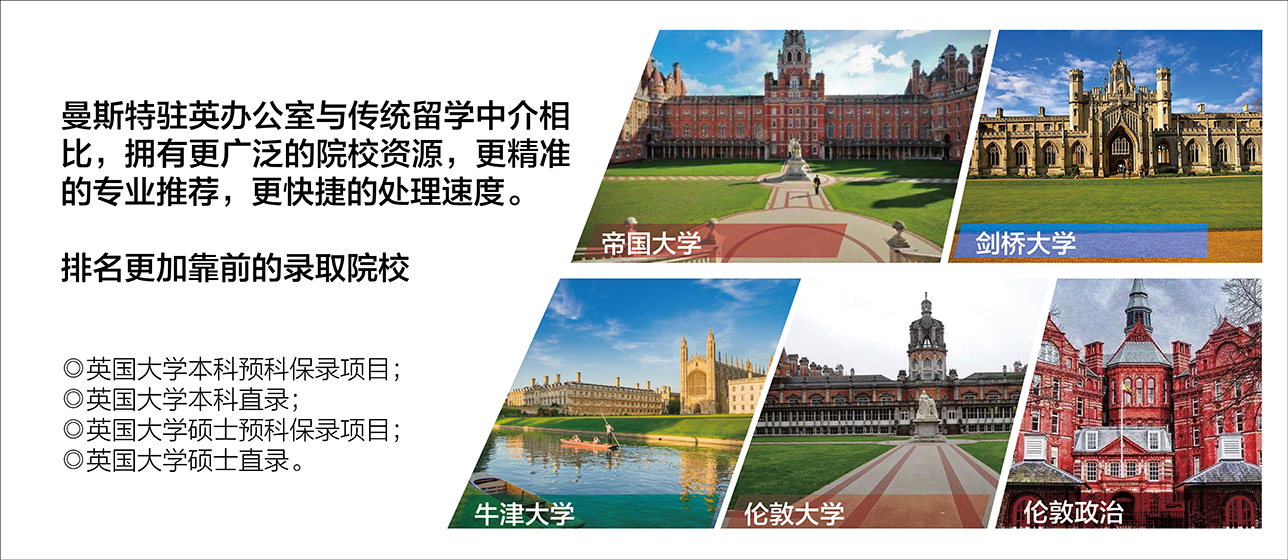 曼斯特驻英办公室与传统留学中介相
比，拥有更广泛的院校资源，更精准
的专业推荐，更快捷的处理速度。
排名更加靠前的录取院校
◎英国大学本科预科保录项目；
◎英国大学本科直录；
◎英国大学硕士预科保录项目；
◎英国大学硕士直录。
帝国大学
剑桥大学
牛津大学
伦敦大学
伦敦政治